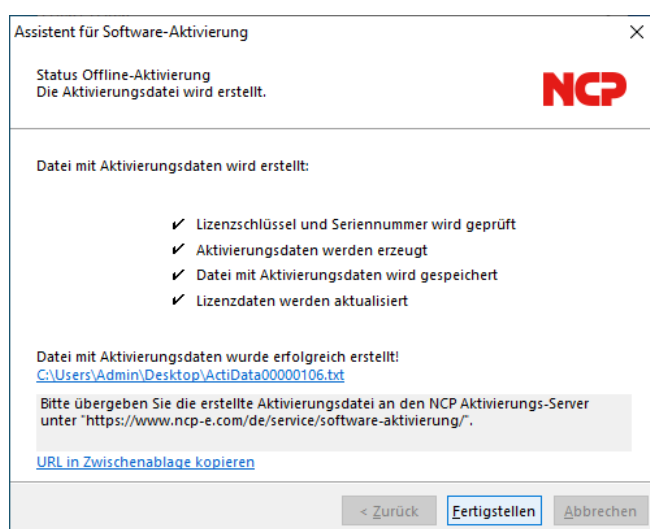 Assistent für Software-Aktivierung
Status Offline-Aktivierung
Die Aktivierungsdatei wird erstellt.
NCP
Datei mit Aktivierungsdaten wird erstellt:
✔ Lizenzschlüssel und Seriennummer wird geprüft
✔ Aktivierungsdaten werden erzeugt
✔ Datei mit Aktivierungsdaten wird gespeichert
✔ Lizenzdaten werden aktualisiert
Datei mit Aktivierungsdaten wurde erfolgreich erstellt!
C:\Users\Admin\Desktop\ActiData00000106.txt
Bitte übergeben Sie die erstellte Aktivierungsdatei an den NCP Aktivierungs-Server
unter "https://www.ncp-e.com/de/service/software-aktivierung/".
URL in Zwischenablage kopieren
< Zurück Fertigstellen Abbrechen